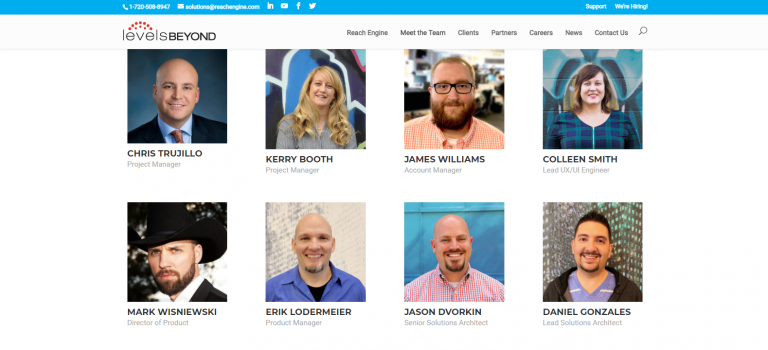 1-720-508-8947 solutions@reachengine.com Support We're Hiring!
levelsBEYOND Reach Engine Meet the Team Clients Partners Careers News Contact Us
CHRIS TRUJILLO KERRY BOOTH JAMES WILLIAMS COLLEEN SMITH
Project Manager Project Manager Account Manager Lead UX/UI Engineer
MARK WISNIEWSKI ERIK LODERMEIER JASON DVORKIN DANIEL GONZALES
Director of Product Product Manager Senior Solutions Architect Lead Solutions Architect